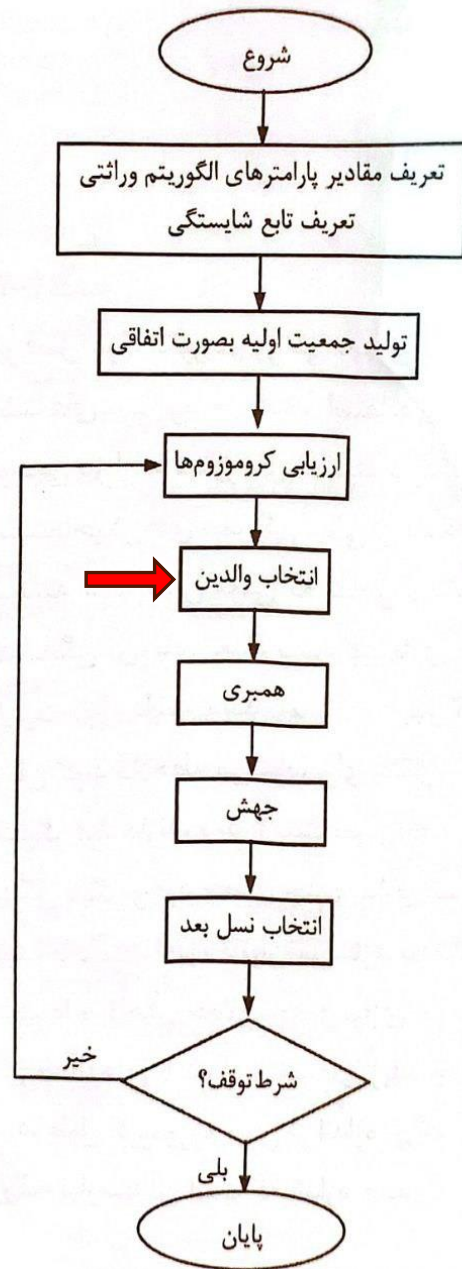 شروع
تعریف مقادیر پارامترهای الگوریتم وراثتی
تعریف تابع شایستگی
تولید جمعیت اولیه بصورت اتفاقی
ارزیابی کروموزوم‌ها
انتخاب والدین
همبری
جهش
انتخاب نسل بعد
شرط توقف؟
خیر
بلی
پایان